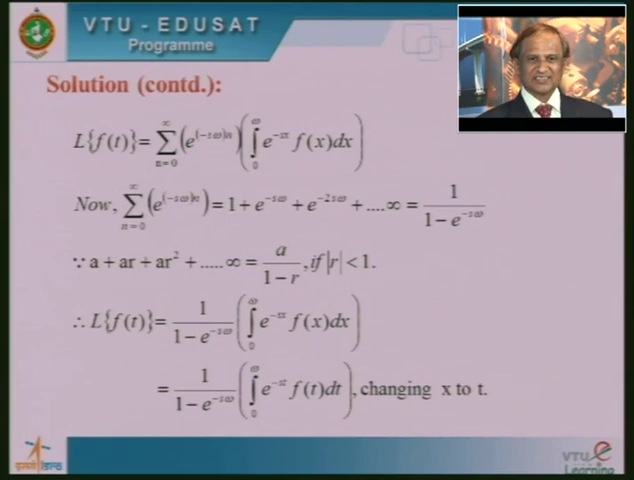 VTU - EDUSAT
Programme
Solution (contd.):
L{f(t)}= ∑_{n=0}^{∞} (e^{(-sω)n}) ( ∫_0^ω e^{-sx} f(x)dx )
Now, ∑_{n=0}^{∞} (e^{(-sω)n}) = 1 + e^{-sω} + e^{-2sω} + ....∞ = 1/(1-e^{-sω})
∵ a + ar + ar² + .....∞ = a/(1-r), if |r| < 1.
∴ L{f(t)}= 1/(1-e^{-sω}) ( ∫_0^ω e^{-sx} f(x)dx )
= 1/(1-e^{-sω}) ( ∫_0^ω e^{-st} f(t)dt ), changing x to t.
VTU e
Learning